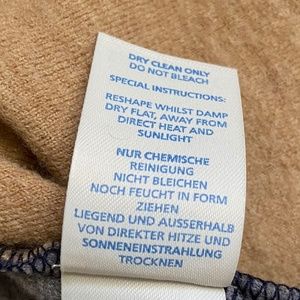 DRY CLEAN ONLY
DO NOT BLEACH
SPECIAL INSTRUCTIONS:
RESHAPE WHILST DAMP
DRY FLAT, AWAY FROM
DIRECT HEAT AND
SUNLIGHT
NUR CHEMISCHE
REINIGUNG
NICHT BLEICHEN
NOCH FEUCHT IN FORM
ZIEHEN
LIEGEND UND AUSSERHALB
VON DIREKTER HITZE UND
SONNENEINSTRAHLUNG
TROCKNEN